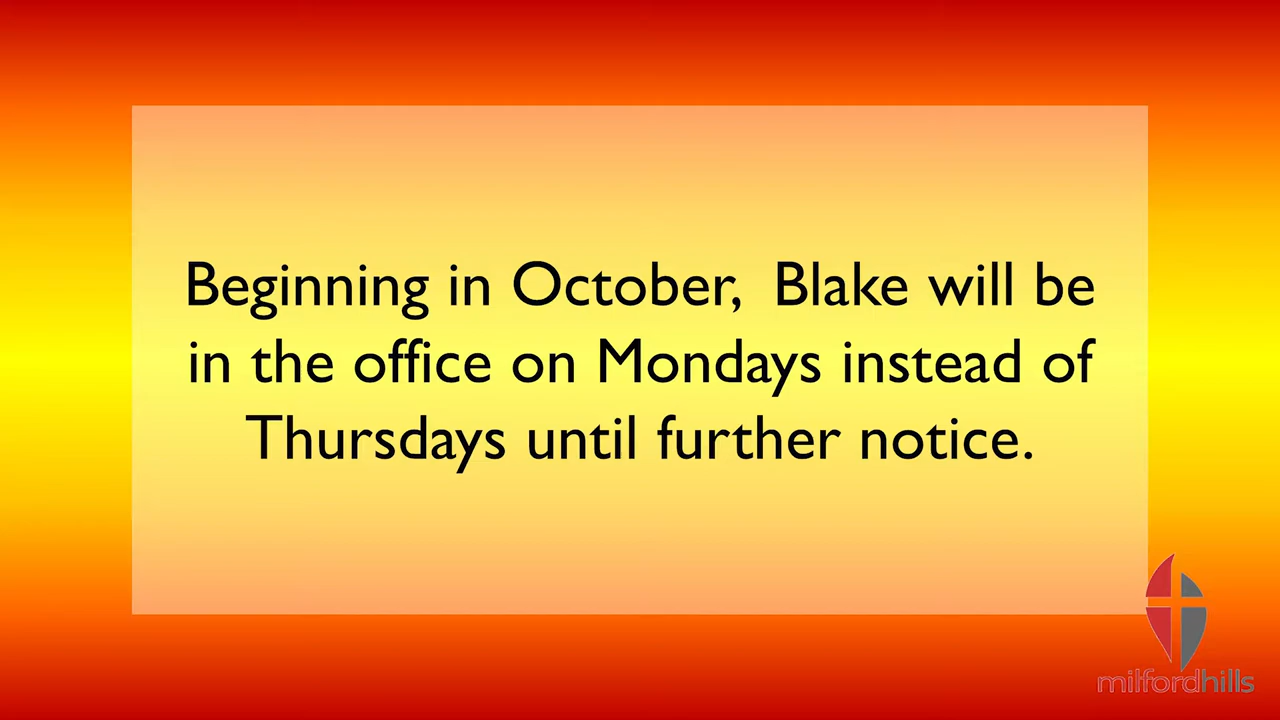 Beginning in October,  Blake will be
in the office on Mondays instead of
Thursdays until further notice.
milfordhills